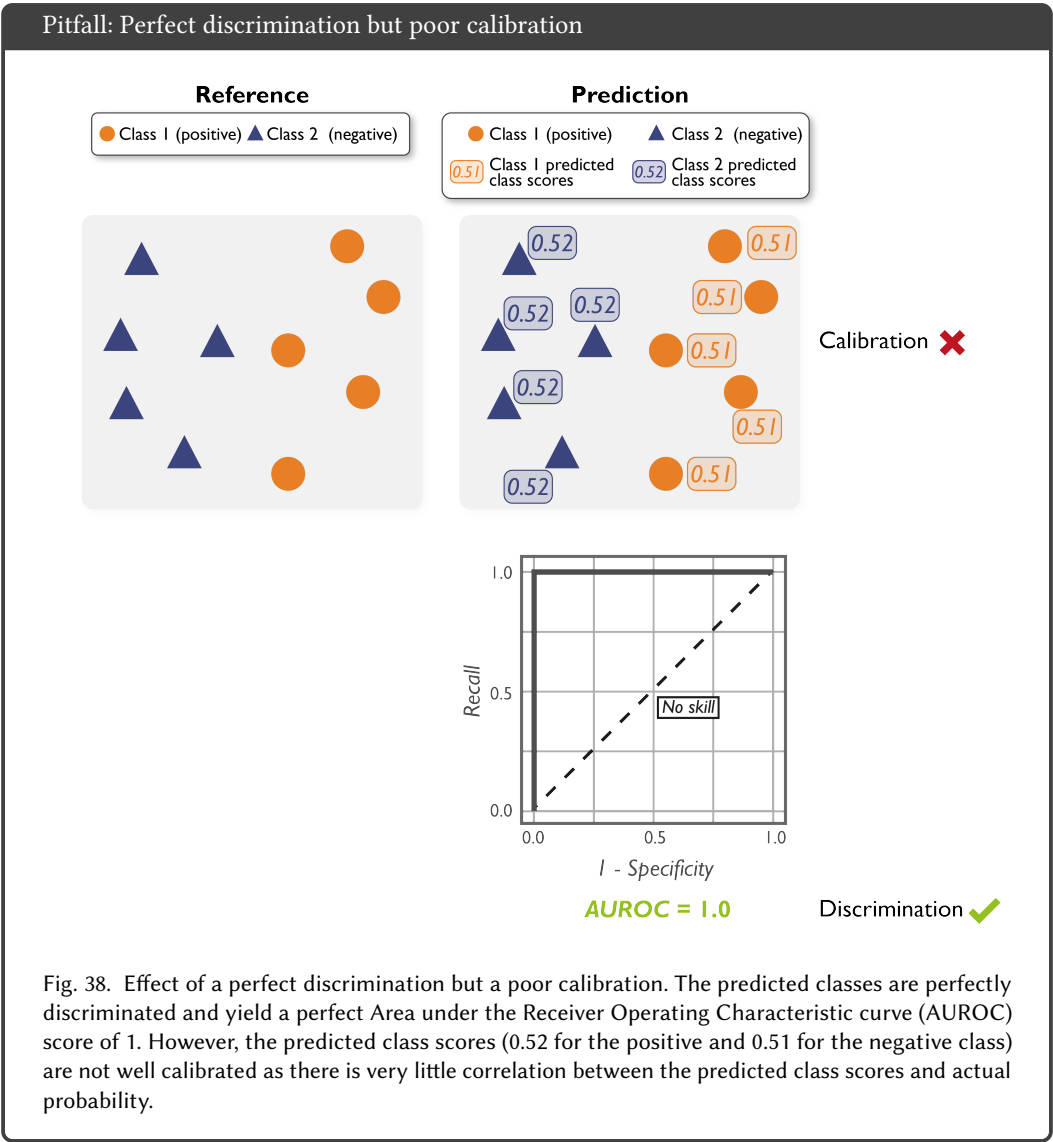 Pitfall: Perfect discrimination but poor calibration
Reference
Class 1 (positive) Class 2 (negative)
Prediction
Class 1 (positive) Class 2 (negative)
0.51 Class 1 predicted class scores
0.52 Class 2 predicted class scores
0.52
0.51
0.52
0.52
0.51
0.51
0.52
0.51
0.52
0.51
Calibration
1.0
0.5
0.0
Recall
No skill
0.0 0.5 1.0
1 - Specificity
AUROC = 1.0
Discrimination
Fig. 38. Effect of a perfect discrimination but a poor calibration. The predicted classes are perfectly
discriminated and yield a perfect Area under the Receiver Operating Characteristic curve (AUROC)
score of 1. However, the predicted class scores (0.52 for the positive and 0.51 for the negative class)
are not well calibrated as there is very little correlation between the predicted class scores and actual
probability.